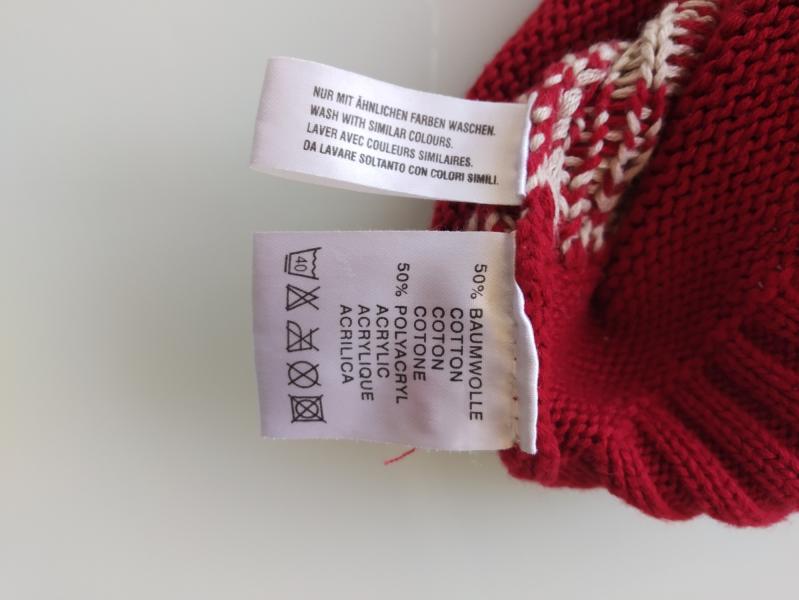 NUR MIT ÄHNLICHEN FARBEN WASCHEN.
WASH WITH SIMILAR COLOURS.
LAVER AVEC COULEURS SIMILAIRES.
DA LAVARE SOLTANTO CON COLORI SIMILI.
50% BAUMWOLLE
COTTON
COTON
COTONE
50% POLYACRYL
ACRYLIC
ACRYLIQUE
ACRILICA
40